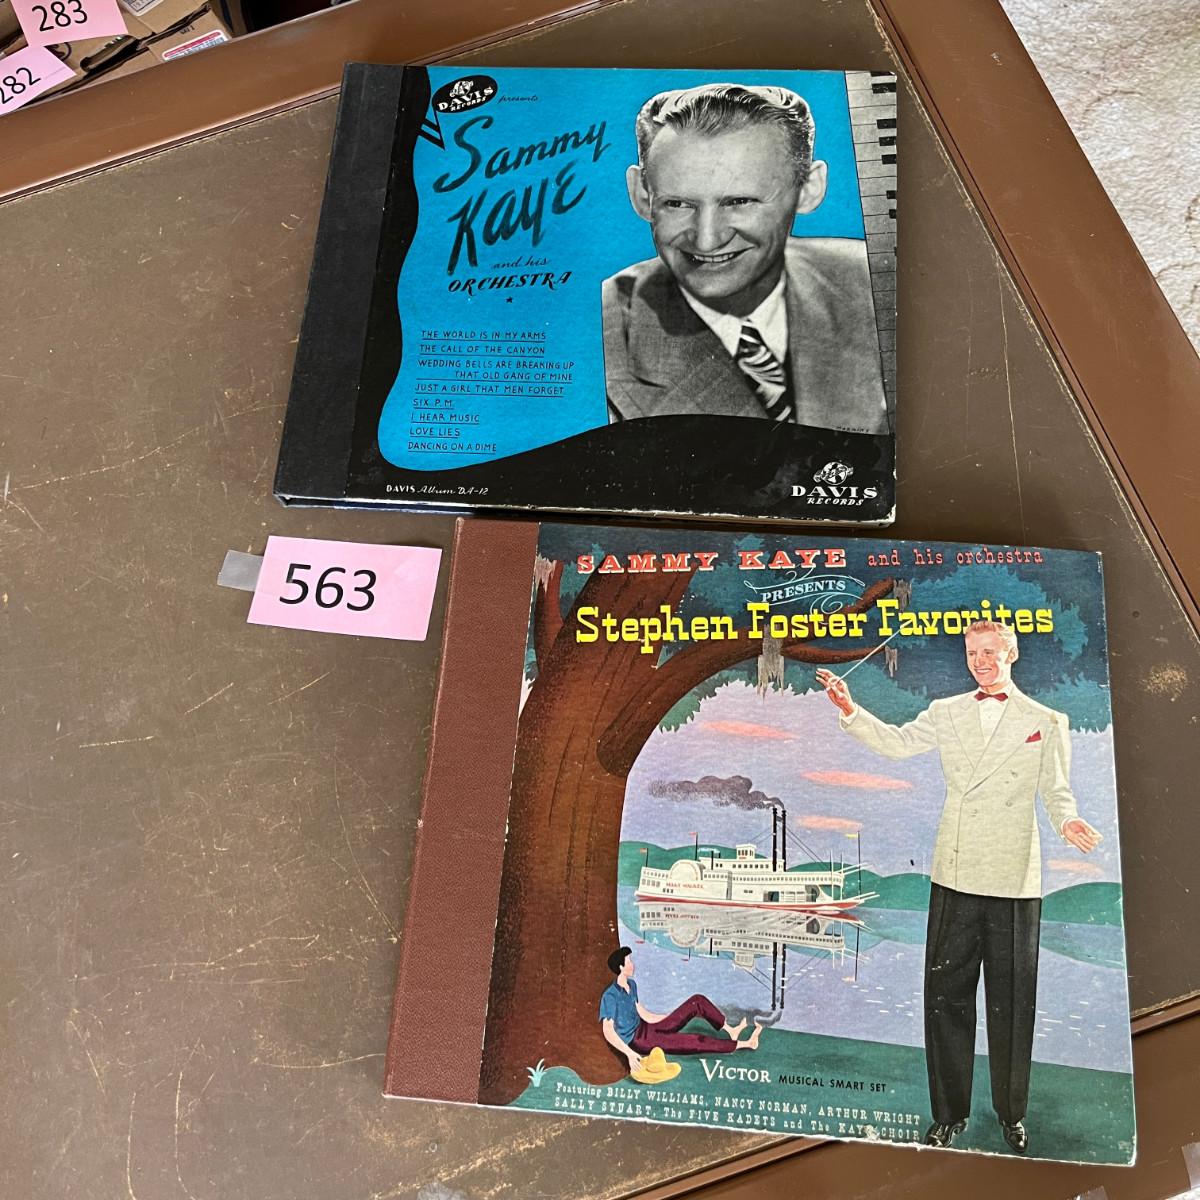 283
282
DAVIS
RECORDS
presents
Sammy
KAYE
and his
ORCHESTRA
THE WORLD IS IN MY ARMS
THE CALL OF THE CANYON
WEDDING BELLS ARE BREAKING UP
THAT OLD GANG OF MINE
JUST A GIRL THAT MEN FORGET
SIX P.M.
I HEAR MUSIC
LOVE LIES
DANCING ON A DIME
DAVIS Album DA-12
DAVIS
RECORDS
563
SAMMY KAYE and his orchestra
PRESENTS
Stephen Foster Favorites
VICTOR MUSICAL SMART SET
Featuring BILLY WILLIAMS, NANCY NORMAN, ARTHUR WRIGHT
SALLY STUART, The FIVE KADETS and The KAYE CHOIR